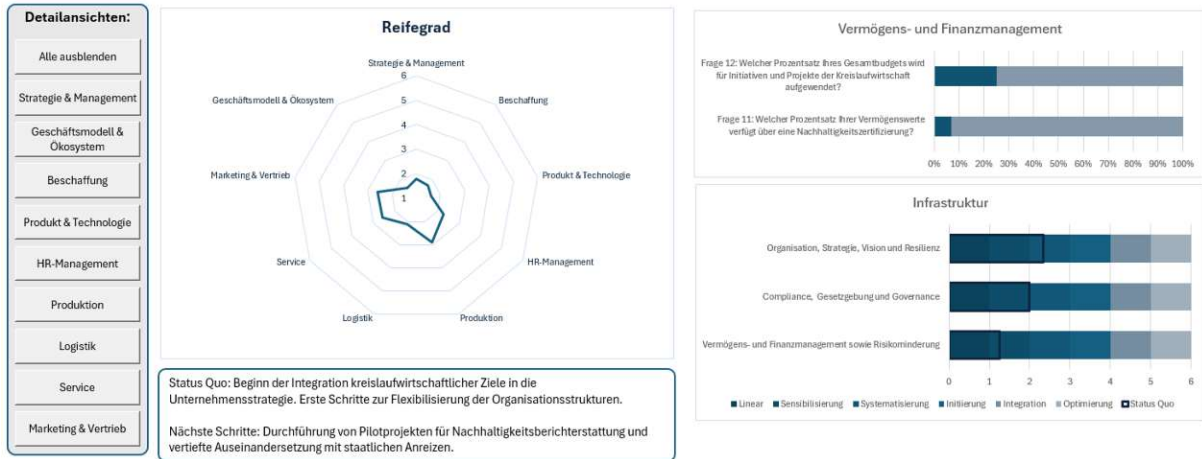 Detailansichten:
Alle ausblenden
Strategie & Management
Geschäftsmodell &
Ökosystem
Beschaffung
Produkt & Technologie
HR-Management
Produktion
Logistik
Service
Marketing & Vertrieb
Reifegrad
Strategie & Management
Beschaffung
Produkt & Technologie
HR-Management
Produktion
Logistik
Service
Marketing & Vertrieb
Geschäftsmodell & Ökosystem
6
5
4
3
2
1
Status Quo: Beginn der Integration kreislaufwirtschaftlicher Ziele in die
Unternehmensstrategie. Erste Schritte zur Flexibilisierung der Organisationsstrukturen.
Nächste Schritte: Durchführung von Pilotprojekten für Nachhaltigkeitsberichterstattung und
vertiefte Auseinandersetzung mit staatlichen Anreizen.
Vermögens- und Finanzmanagement
Frage 12: Welcher Prozentsatz Ihres Gesamtbudgets wird
für Initiativen und Projekte der Kreislaufwirtschaft
aufgewendet?
Frage 11: Welcher Prozentsatz Ihrer Vermögenswerte
verfügt über eine Nachhaltigkeitszertifizierung?
0% 10% 20% 30% 40% 50% 60% 70% 80% 90% 100%
Infrastruktur
Organisation, Strategie, Vision und Resilienz
Compliance, Gesetzgebung und Governance
Vermögens- und Finanzmanagement sowie Risikominderung
0 1 2 3 4 5 6
Linear Sensibilisierung Systematisierung Initiierung Integration Optimierung Status Quo